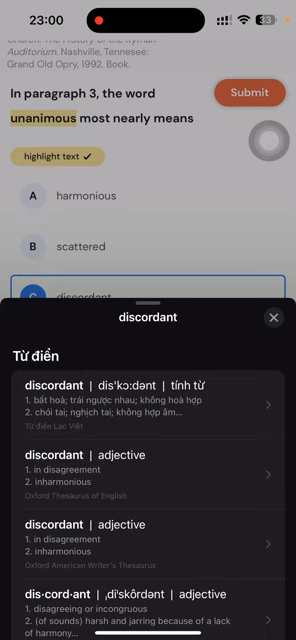 23:00
33
Church: The History of the Ryman
Auditorium. Nashville, Tennesee:
Grand Old Opry, 1992. Book.
In paragraph 3, the word
unanimous most nearly means
Submit
highlight text ✓
A harmonious
B scattered
C discordant
discordant
Từ điển
discordant | dis'kɔ:dənt | tính từ
1. bất hoà; trái ngược nhau; không hoà hợp
2. chói tai; nghịch tai; không hợp âm...
Từ điển Lạc Việt
discordant | adjective
1. in disagreement
2. inharmonious
Oxford Thesaurus of English
discordant | adjective
1. in disagreement
2. inharmonious
Oxford American Writer's Thesaurus
dis·cord·ant | ˌdiˈskôrdənt | adjective
1. disagreeing or incongruous
2. (of sounds) harsh and jarring because of a lack
of harmony...